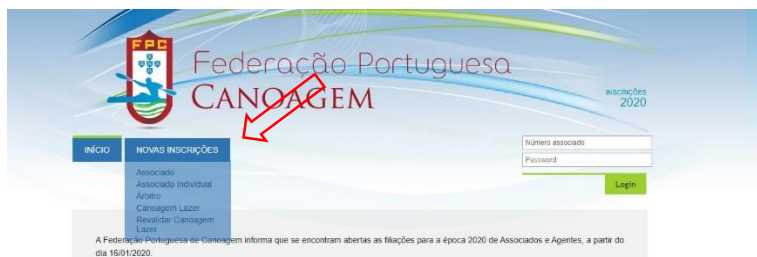 FPC
Federação Portuguesa
CANOAGEM
INSCRIÇÕES
2020
INÍCIO
NOVAS INSCRIÇÕES
Número associado
Password
Login
Associado
Associado Individual
Árbitro
Canoagem Lazer
Revalidar Canoagem
Lazer
A Federação Portuguesa de Canoagem informa que se encontram abertas as filiações para a época 2020 de Associados e Agentes, a partir do
dia 16/01/2020.